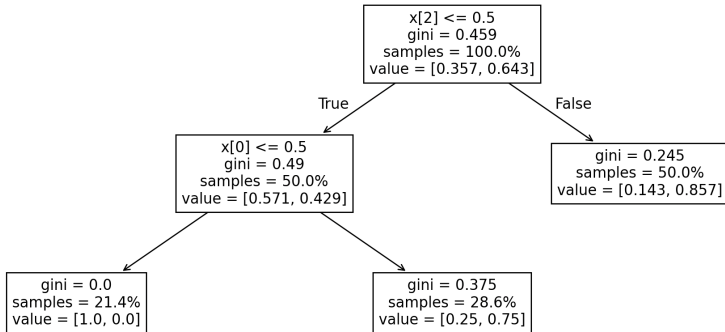 x[2] <= 0.5
gini = 0.459
samples = 100.0%
value = [0.357, 0.643]
True
False
x[0] <= 0.5
gini = 0.49
samples = 50.0%
value = [0.571, 0.429]
gini = 0.245
samples = 50.0%
value = [0.143, 0.857]
gini = 0.0
samples = 21.4%
value = [1.0, 0.0]
gini = 0.375
samples = 28.6%
value = [0.25, 0.75]